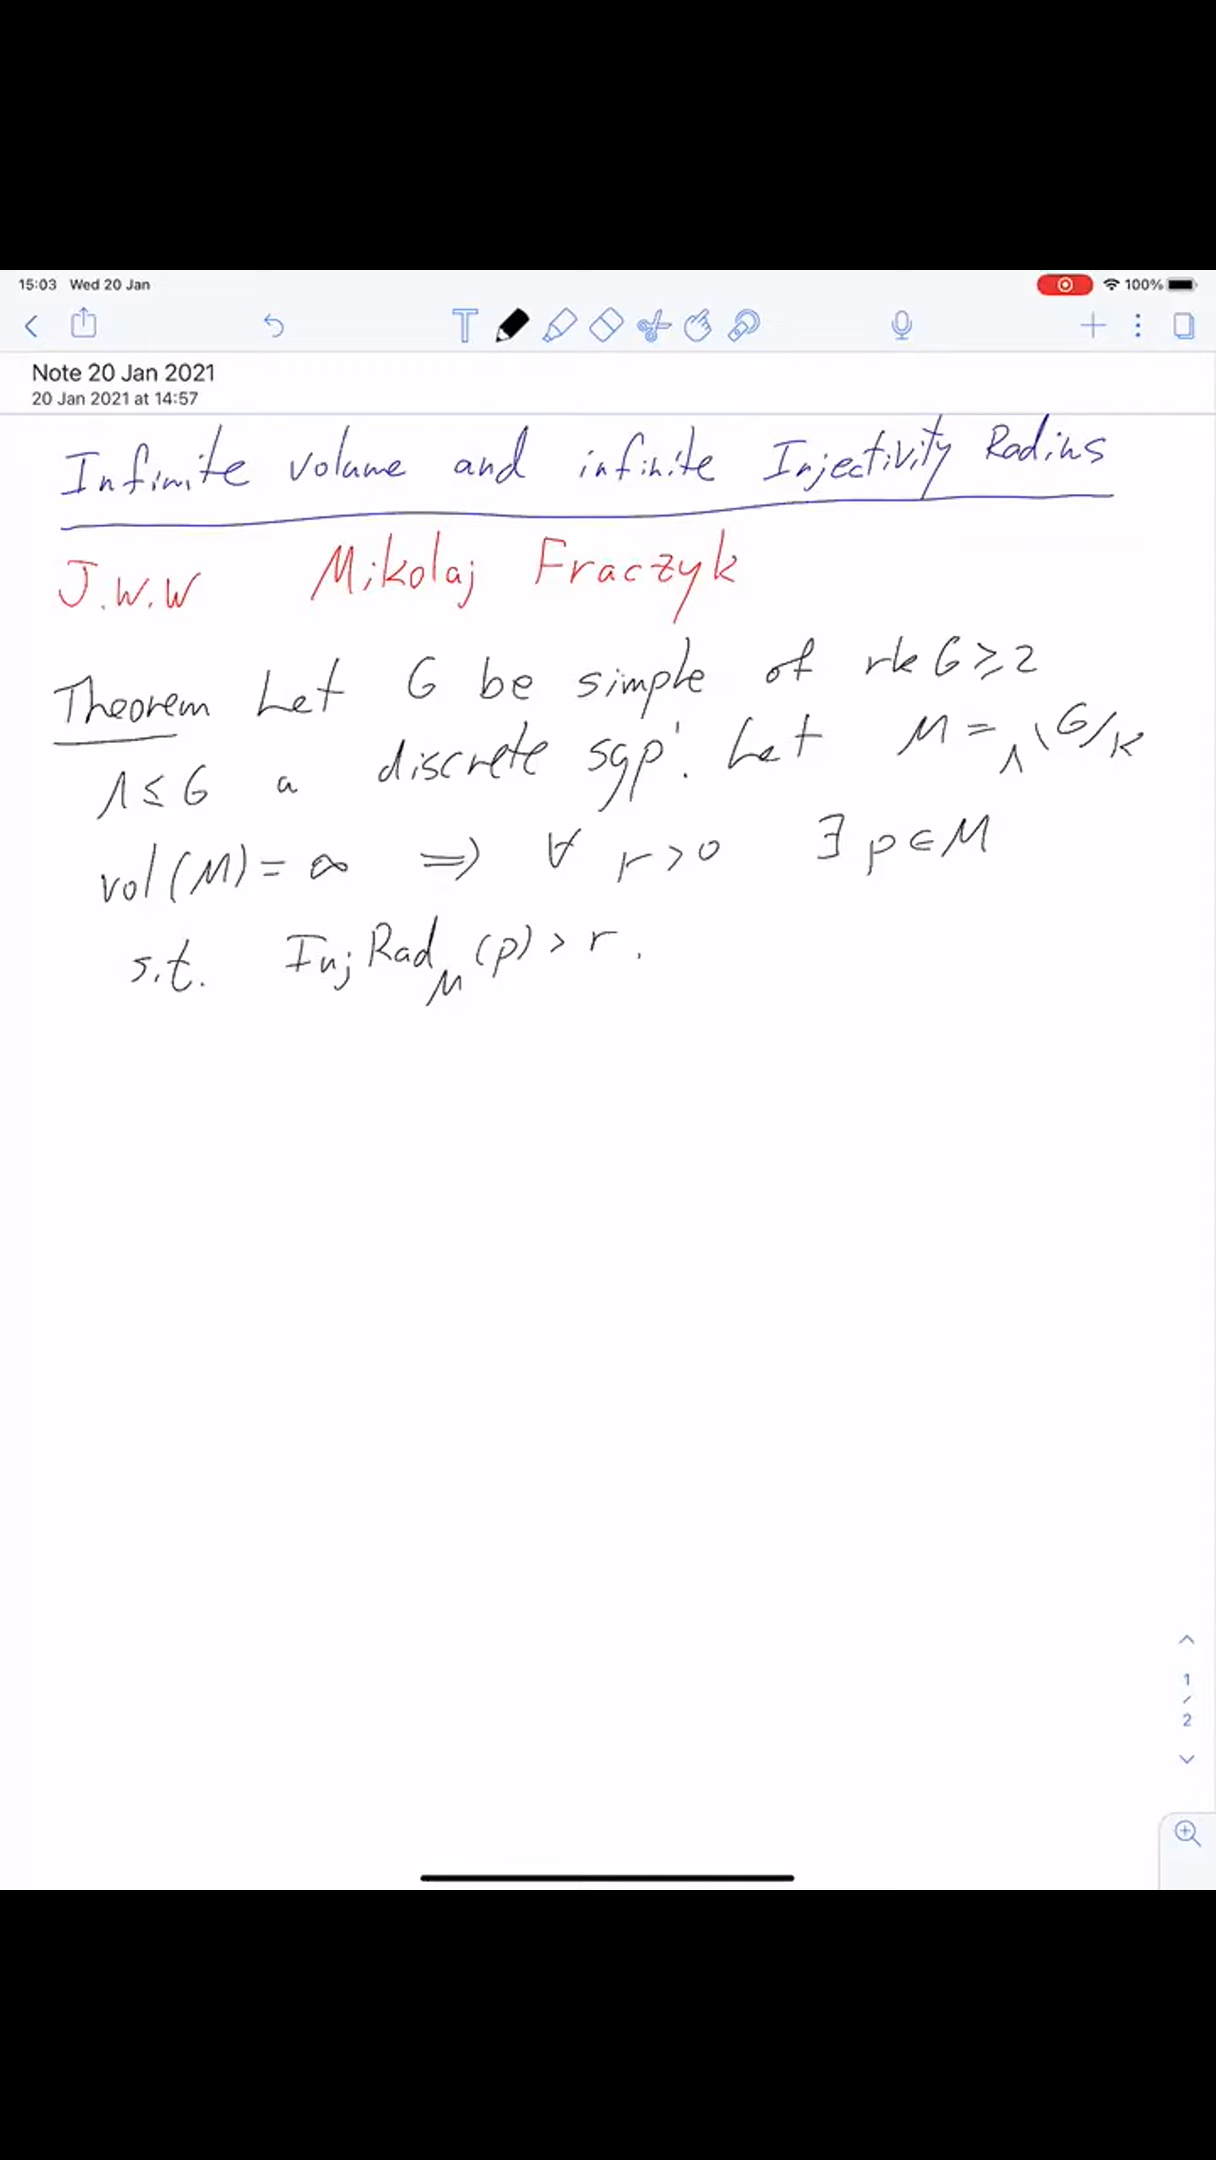 15:03 Wed 20 Jan 100%
T
Note 20 Jan 2021
20 Jan 2021 at 14:57
Infinite volume and infinite Injectivity Radius
J.W.W Mikolaj Fraczyk
Theorem Let G be simple of rk G ≥ 2
Λ ≤ G a discrete sgp. Let M = Λ\G/K
vol(M) = ∞ ⟹ ∀ r > 0 ∃ p ∈ M
s.t. InjRad_M (p) > r.
1
/
2